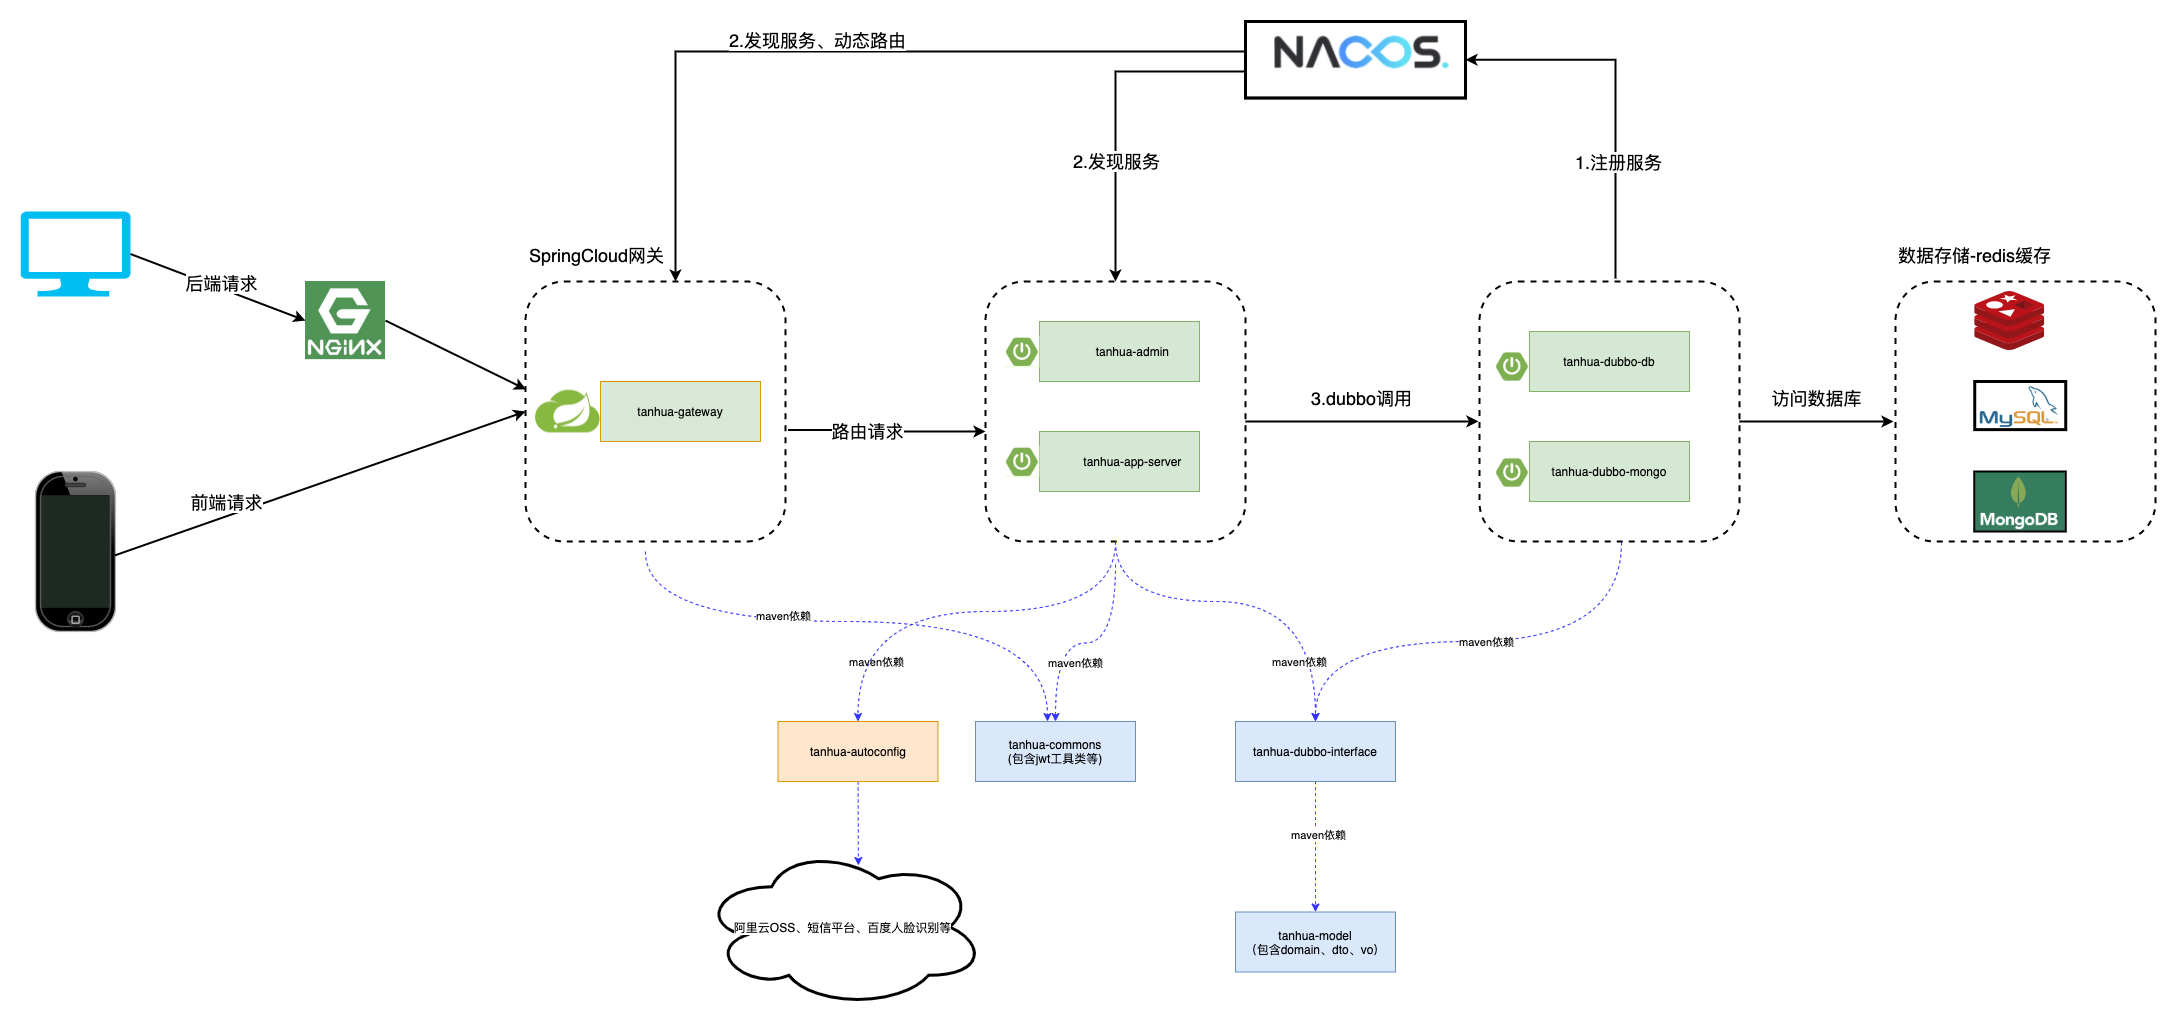 2.发现服务、动态路由
NACOS.
2.发现服务
1.注册服务
SpringCloud网关
数据存储-redis缓存
后端请求
NGiNX
tanhua-admin
tanhua-dubbo-db
tanhua-gateway
3.dubbo调用
访问数据库
MySQL
路由请求
tanhua-app-server
tanhua-dubbo-mongo
前端请求
MongoDB
maven依赖
maven依赖
maven依赖
maven依赖
maven依赖
tanhua-autoconfig
tanhua-commons
(包含jwt工具类等)
tanhua-dubbo-interface
maven依赖
阿里云OSS、短信平台、百度人脸识别等
tanhua-model
（包含domain、dto、vo）